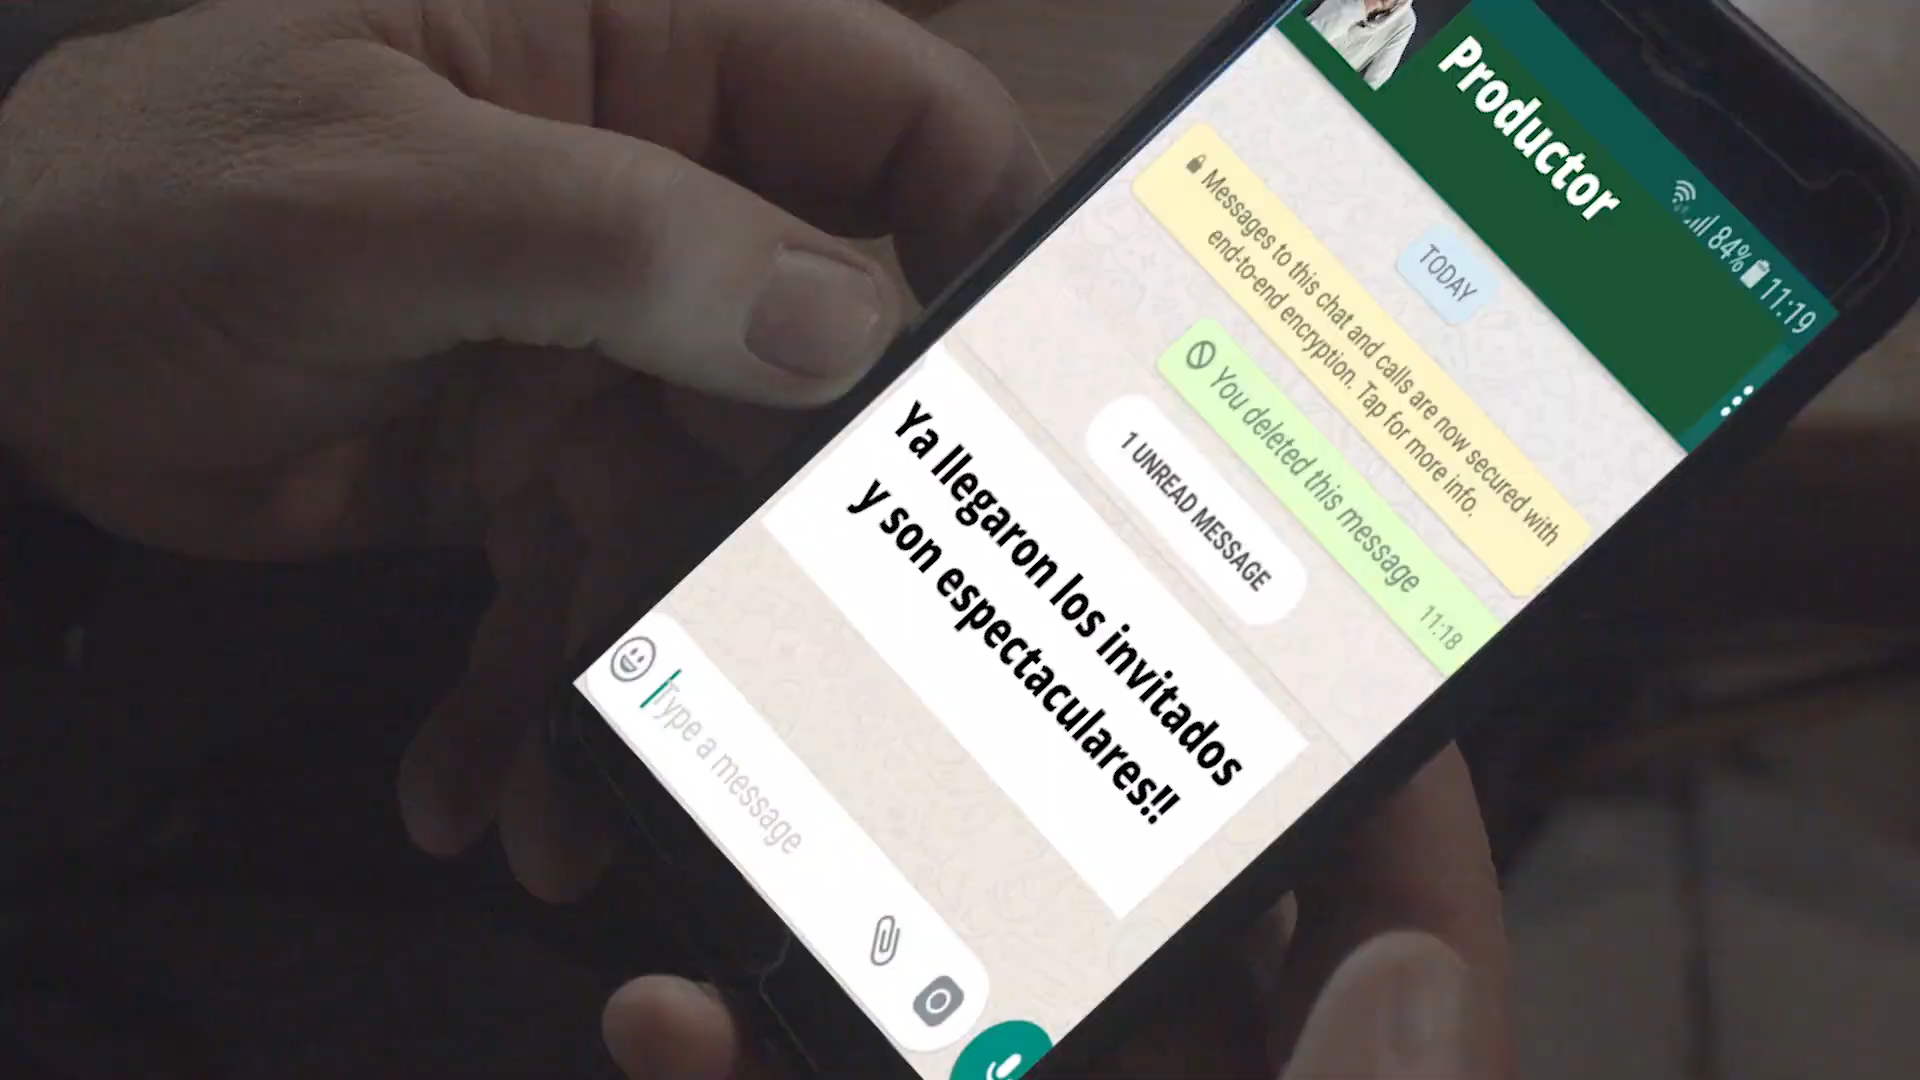 84% 11:19
Productor
TODAY
Messages to this chat and calls are now secured with
end-to-end encryption. Tap for more info.
You deleted this message 11:18
1 UNREAD MESSAGE
Ya llegaron los invitados
y son espectaculares!!
Type a message